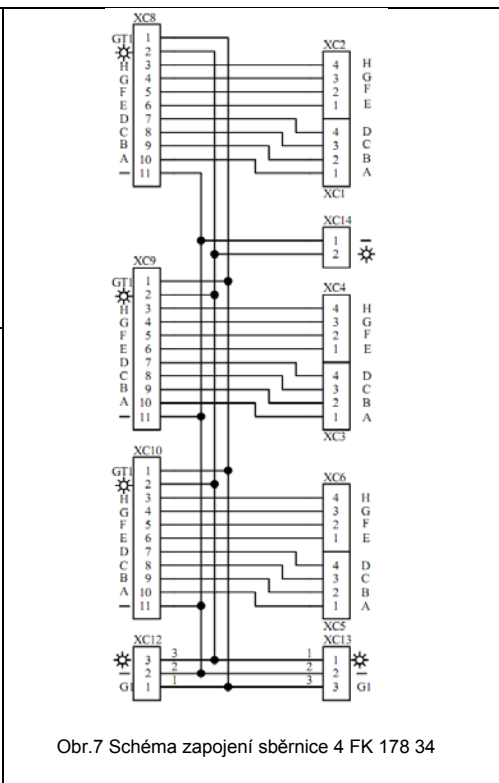 XC8
GT1 1
2 XC2
H 3 4 H
G 4 3 G
F 5 2 F
E 6 1 E
D 7
C 8 4 D
B 9 3 C
A 10 2 B
— 11 1 A
XC1
XC14
1 —
2
XC9
GT1 1
2 XC4
H 3 4 H
G 4 3 G
F 5 2 F
E 6 1 E
D 7
C 8 4 D
B 9 3 C
A 10 2 B
— 11 1 A
XC3
XC10
GT1 1
2 XC6
H 3 4 H
G 4 3 G
F 5 2 F
E 6 1 E
D 7
C 8 4 D
B 9 3 C
A 10 2 B
— 11 1 A
XC5
XC12 XC13
3 3 1 1
— 2 2 2 2 —
G1 1 1 3 3 G1
Obr.7 Schéma zapojení sběrnice 4 FK 178 34